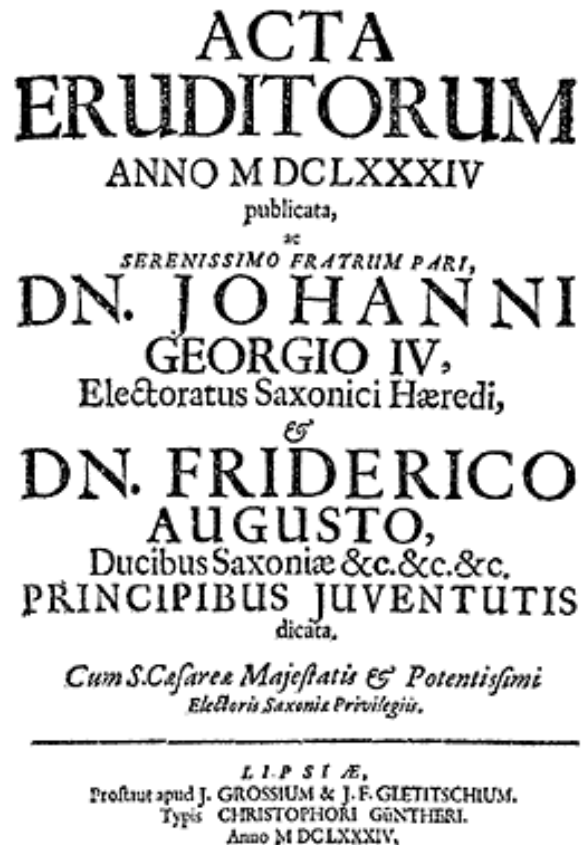 ACTA
ERUDITORUM
ANNO M DCLXXXIV
publicata,
ac
SERENISSIMO FRATRUM PARI,
DN. JOHANNI
GEORGIO IV,
Electoratus Saxonici Hæredi,
&
DN. FRIDERICO
AUGUSTO,
Ducibus Saxoniæ &c.&c.&c.
PRINCIPIBUS JUVENTUTIS
dicata.
Cum S.Cæsareæ Majeſtatis & Potentiſſimi
Electoris Saxoniæ Privilegiis.
LIPSIÆ,
Proſtant apud J. GROSSIUM & J. F. GLETITSCHIUM.
Typis CHRISTOPHORI GüNTHERI.
Anno M DCLXXXIV,